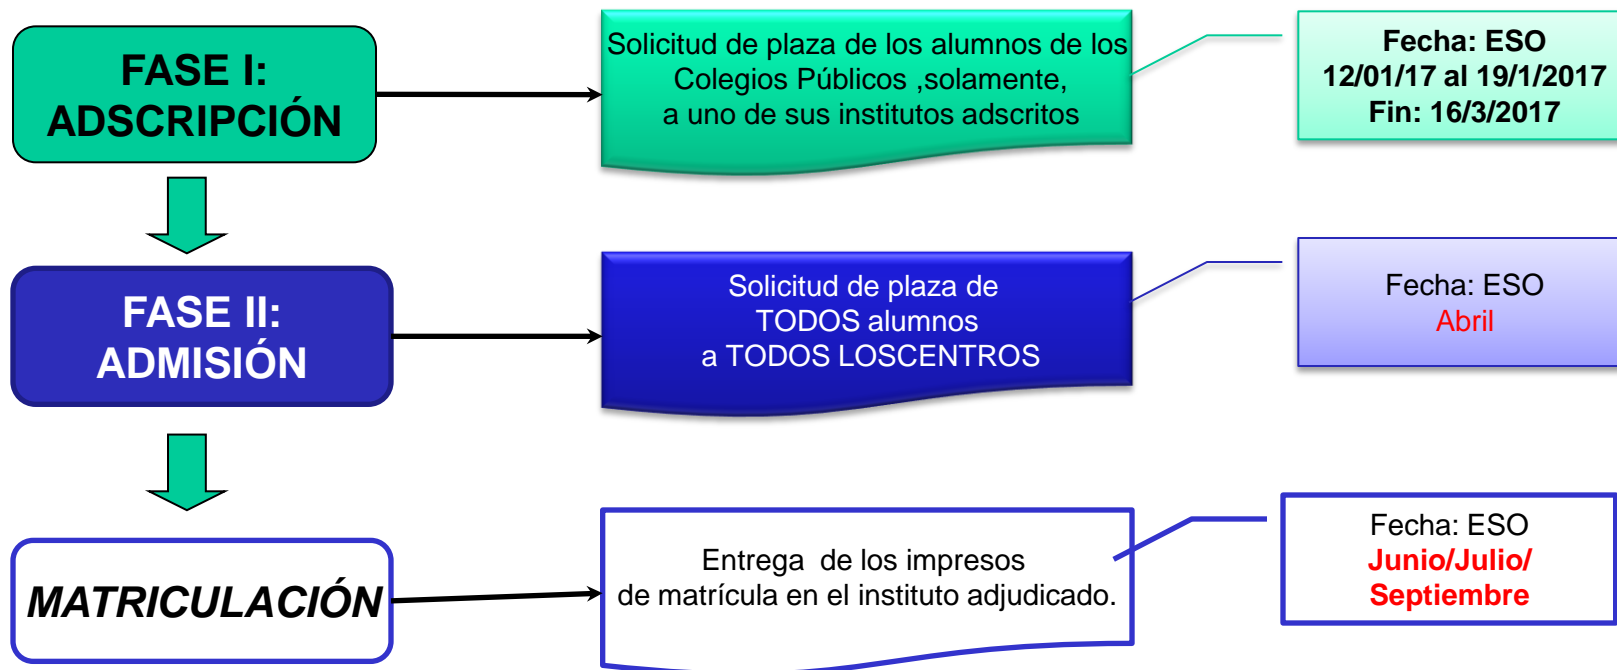 FASE I:
ADSCRIPCIÓN
Solicitud de plaza de los alumnos de los
Colegios Públicos ,solamente,
a uno de sus institutos adscritos
Fecha: ESO
12/01/17 al 19/1/2017
Fin: 16/3/2017
FASE II:
ADMISIÓN
Solicitud de plaza de
TODOS alumnos
a TODOS LOSCENTROS
Fecha: ESO
Abril
MATRICULACIÓN
Entrega  de los impresos
de matrícula en el instituto adjudicado.
Fecha: ESO
Junio/Julio/
Septiembre